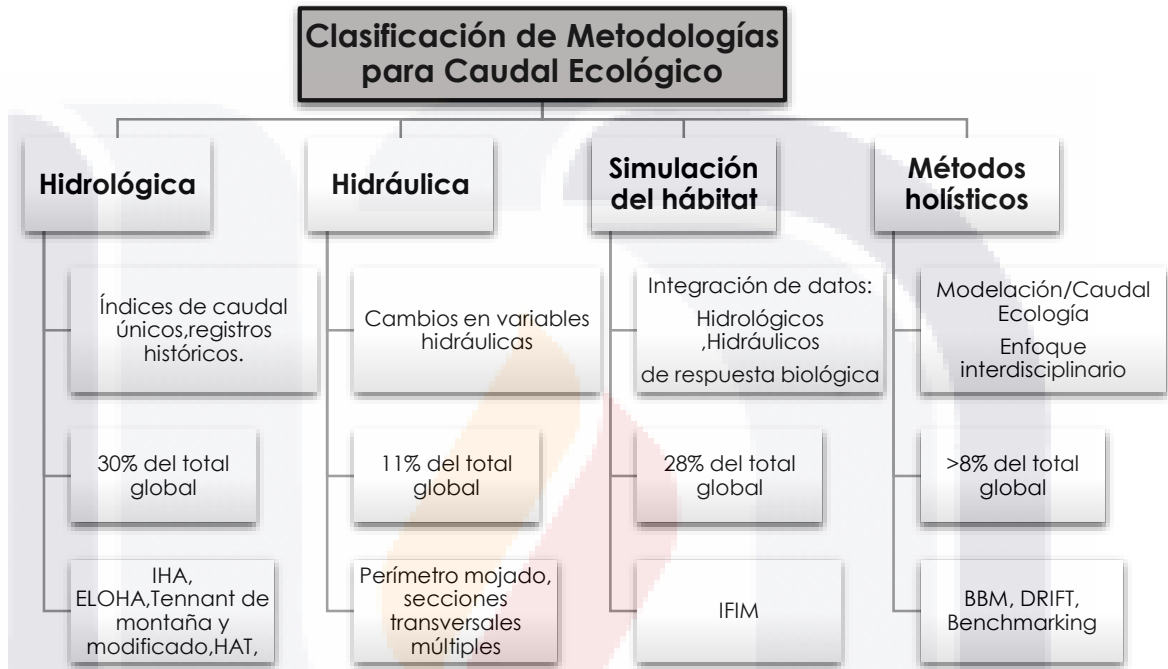 Clasificación de Metodologías
para Caudal Ecológico
Hidrológica
Índices de caudal
únicos,registros
históricos.
30% del total
global
IHA,
ELOHA,Tennant de
montaña y
modificado,HAT,
Hidráulica
Cambios en variables
hidráulicas
11% del total
global
Perímetro mojado,
secciones
transversales
múltiples
Simulación
del hábitat
Integración de datos:
Hidrológicos
,Hidráulicos
de respuesta biológica
28% del total
global
IFIM
Métodos
holísticos
Modelación/Caudal
Ecología
Enfoque
interdisciplinario
>8% del total
global
BBM, DRIFT,
Benchmarking